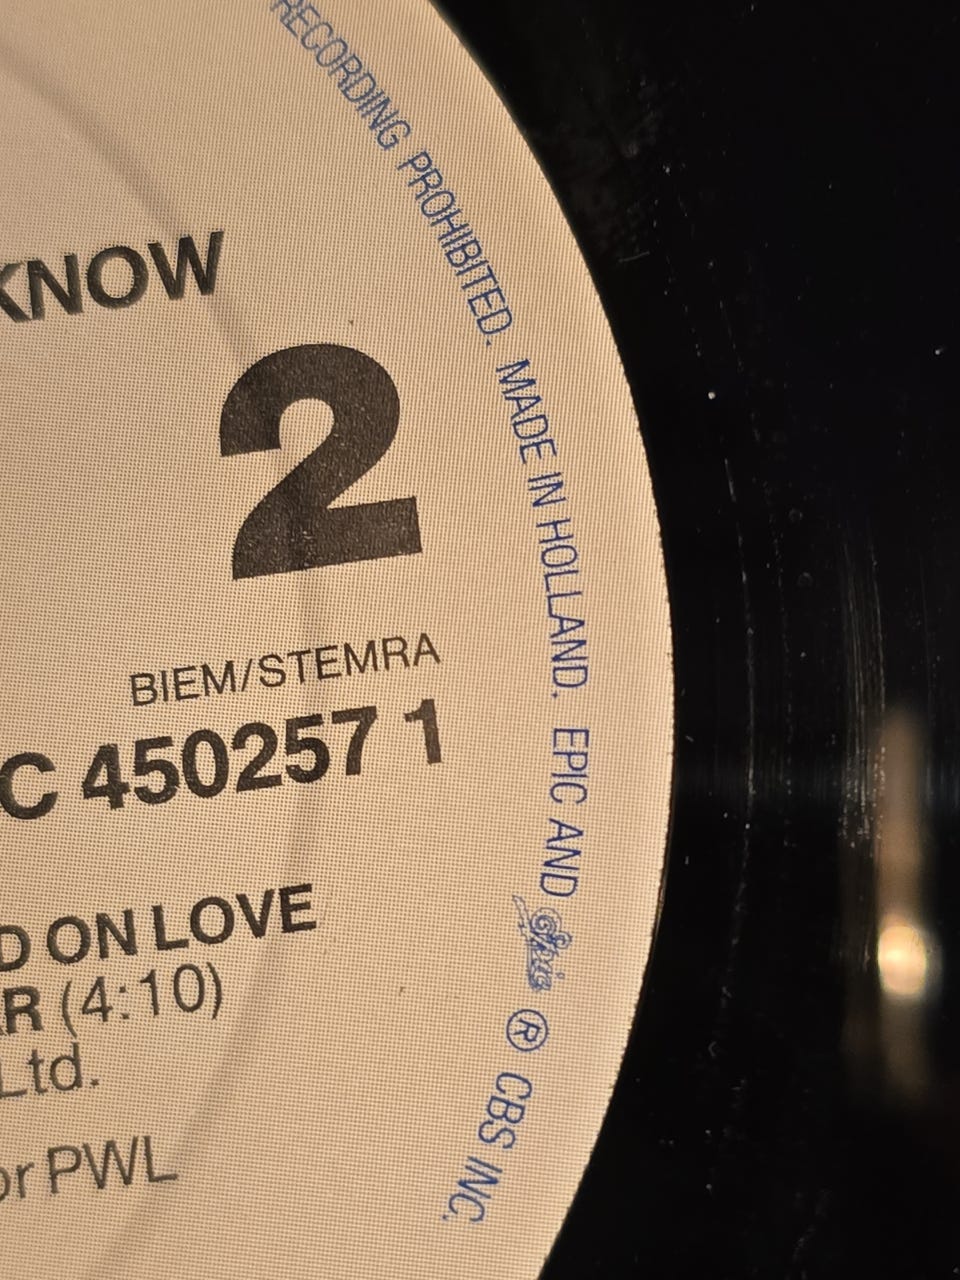 KNOW
2
BIEM/STEMRA
C 450257 1
D ON LOVE
R (4:10)
Ltd.
or PWL
RECORDING PROHIBITED. MADE IN HOLLAND. EPIC AND Epic ® CBS INC.